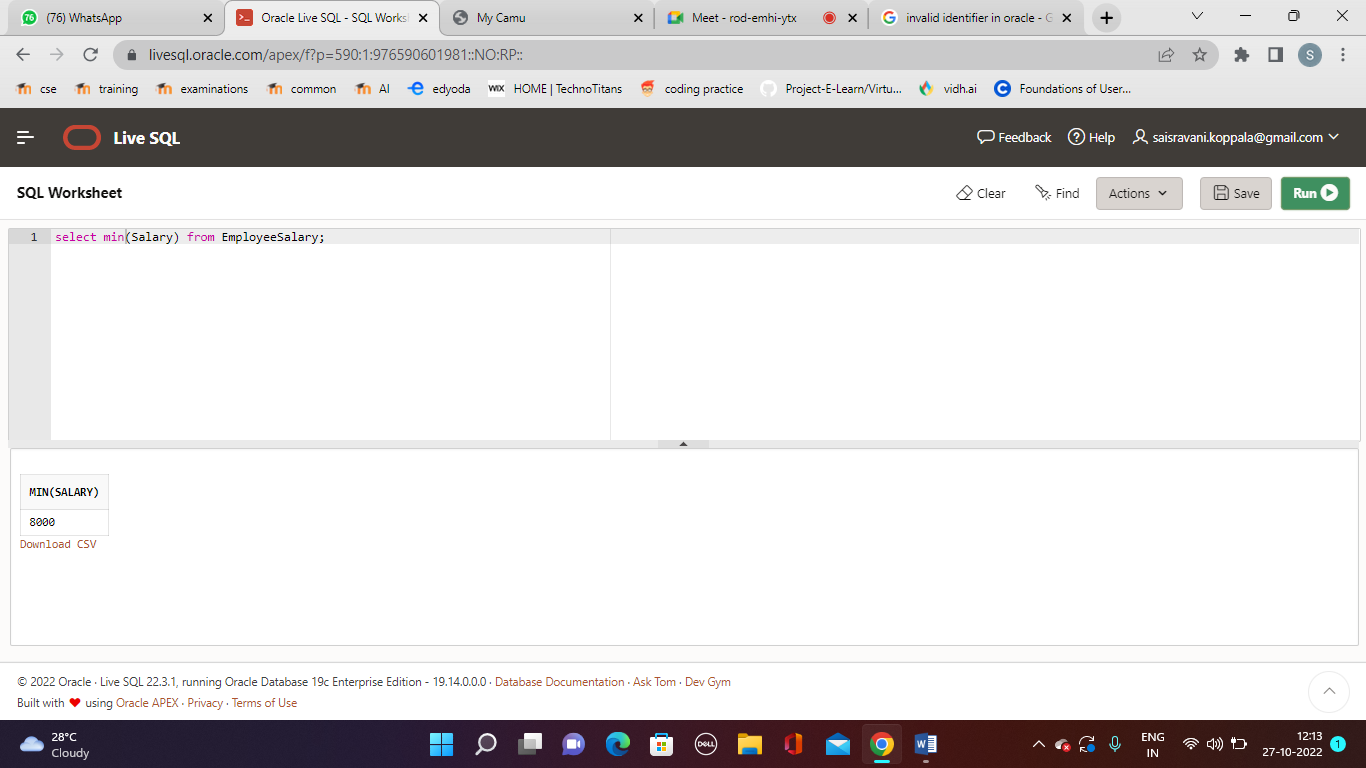 76 (76) WhatsApp
Oracle Live SQL - SQL Works
My Camu
Meet - rod-emhi-ytx
invalid identifier in oracle - G
livesql.oracle.com/apex/f?p=590:1:976590601981::NO:RP::
S
cse training examinations common AI edyoda WIX HOME | TechnoTitans coding practice Project-E-Learn/Virtu... vidh.ai Foundations of User...
Live SQL
Feedback ? Help saisravani.koppala@gmail.com
SQL Worksheet
Clear Find Actions Save Run
1 select min(Salary) from EmployeeSalary;
MIN(SALARY)
8000
Download CSV
© 2022 Oracle · Live SQL 22.3.1, running Oracle Database 19c Enterprise Edition - 19.14.0.0.0 · Database Documentation · Ask Tom · Dev Gym
Built with ♥ using Oracle APEX · Privacy · Terms of Use
28°C
Cloudy
DELL
ENG
IN
12:13
27-10-2022
1